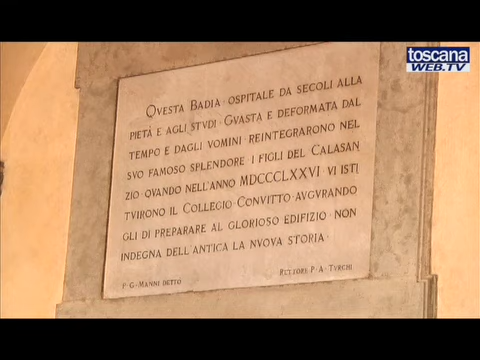 toscana
WEB.TV
QVESTA BADIA · OSPITALE DA SECOLI ALLA
PIETÀ E AGLI STVDI · GVASTA E DEFORMATA DAL
TEMPO E DAGLI VOMINI · REINTEGRARONO NEL
SVO FAMOSO SPLENDORE · I FIGLI DEL CALASAN
ZIO · QVANDO NELL'ANNO MDCCCLXXVI VI ISTI
TVIRONO IL COLLEGIO CONVITTO AVGVRANDO
GLI DI PREPARARE AL GLORIOSO EDIFIZIO · NON
INDEGNA DELL'ANTICA LA NVOVA STORIA ·
P · G · MANNI DETTÒ
RETTORE P · A · TVRCHI